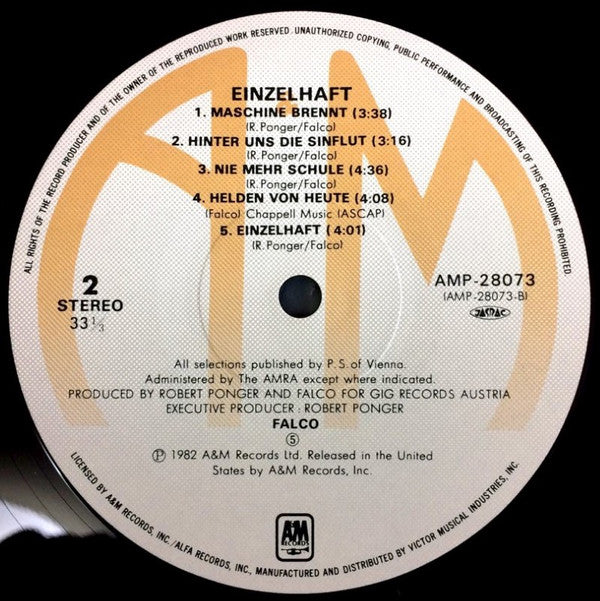 ALL RIGHTS OF THE RECORD PRODUCER AND OF THE OWNER OF THE REPRODUCED WORK RESERVED. UNAUTHORIZED COPYING, PUBLIC PERFORMANCE AND BROADCASTING OF THIS RECORDING PROHIBITED
A&M
EINZELHAFT
1. MASCHINE BRENNT (3:38)
(R.Ponger/Falco)
2. HINTER UNS DIE SINFLUT (3:16)
(R.Ponger/Falco)
3. NIE MEHR SCHULE (4:36)
(R.Ponger/Falco)
4. HELDEN VON HEUTE (4:08)
(Falco) Chappell Music (ASCAP)
5. EINZELHAFT (4:01)
(R.Ponger/Falco)
2
STEREO
33 1/3
AMP-28073
(AMP-28073-B)
JASRAC
All selections published by P.S. of Vienna.
Administered by The AMRA except where indicated.
PRODUCED BY ROBERT PONGER AND FALCO FOR GIG RECORDS AUSTRIA
EXECUTIVE PRODUCER : ROBERT PONGER
FALCO
Ⓢ
℗ 1982 A&M Records Ltd. Released in the United
States by A&M Records, Inc.
A&M
RECORDS
LICENSED BY A&M RECORDS, INC./ALFA RECORDS, INC., MANUFACTURED AND DISTRIBUTED BY VICTOR MUSICAL INDUSTRIES, INC.